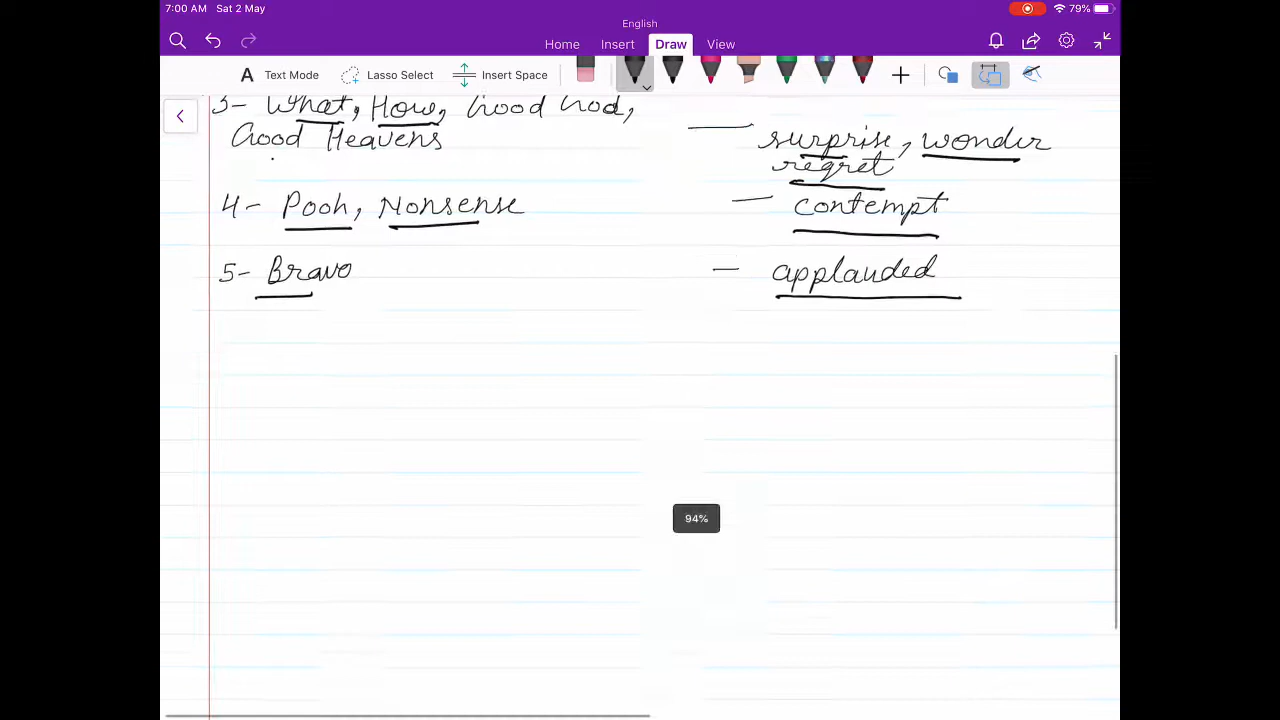 7:00 AM Sat 2 May 79%
English
Home Insert Draw View
A Text Mode Lasso Select Insert Space
3- What, How, Good God, 
Good Heavens
— surprise, wonder
regret
4- Pooh, Nonsense — contempt
5- Bravo — applauded
94%